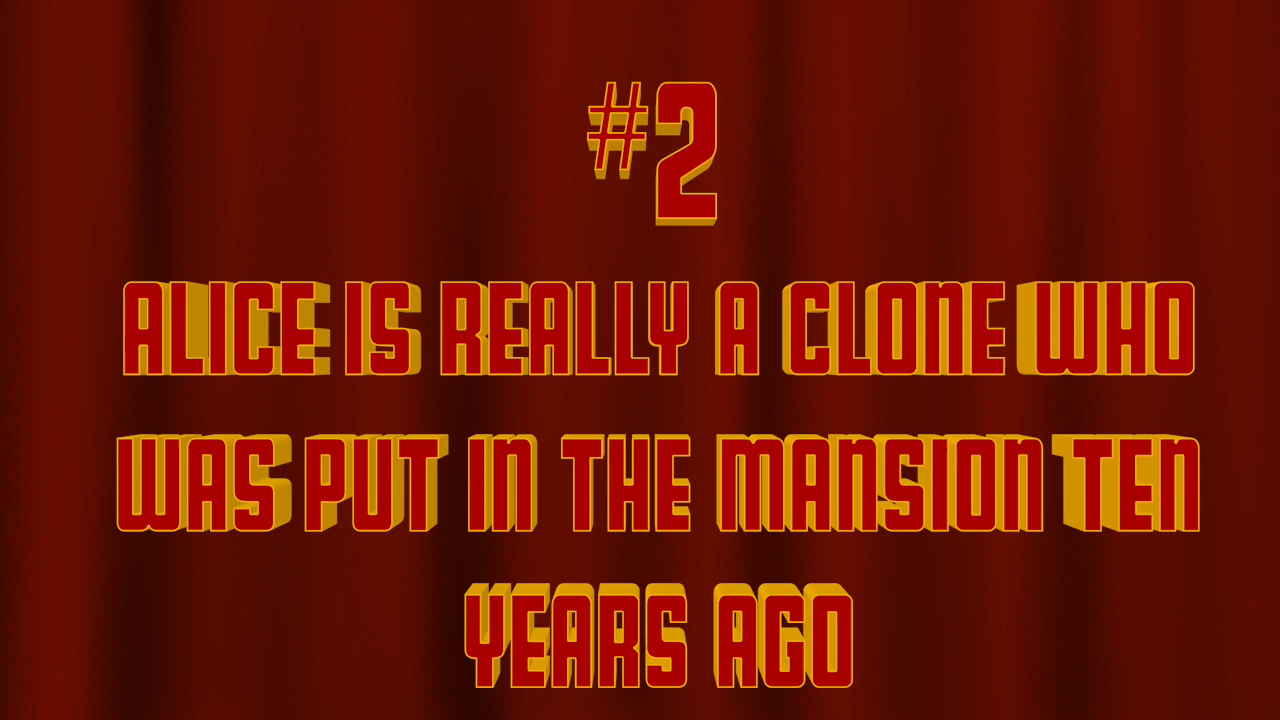 #2
ALICE IS REALLY A CLONE WHO
WAS PUT IN THE MANSION TEN
YEARS AGO